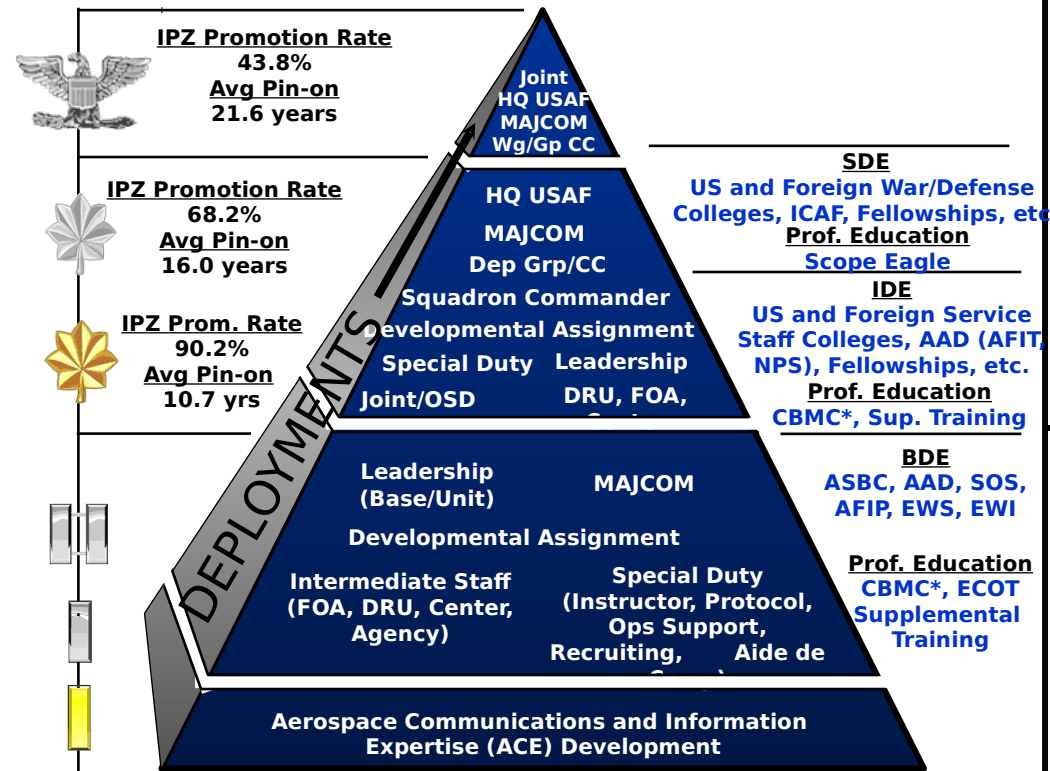 IPZ Promotion Rate
43.8%
Avg Pin-on
21.6 years
IPZ Promotion Rate
68.2%
Avg Pin-on
16.0 years
IPZ Prom. Rate
90.2%
Avg Pin-on
10.7 yrs
DEPLOYMENTS
Joint
HQ USAF
MAJCOM
Wg/Gp CC
HQ USAF
MAJCOM
Dep Grp/CC
Squadron Commander
Developmental Assignment
Special Duty
Leadership
Joint/OSD
DRU, FOA,
Leadership
(Base/Unit)
MAJCOM
Developmental Assignment
Intermediate Staff
(FOA, DRU, Center,
Agency)
Special Duty
(Instructor, Protocol,
Ops Support,
Recruiting, Aide de
Aerospace Communications and Information
Expertise (ACE) Development
SDE
US and Foreign War/Defense
Colleges, ICAF, Fellowships, etc
Prof. Education
Scope Eagle
IDE
US and Foreign Service
Staff Colleges, AAD (AFIT,
NPS), Fellowships, etc.
Prof. Education
CBMC*, Sup. Training
BDE
ASBC, AAD, SOS,
AFIP, EWS, EWI
Prof. Education
CBMC*, ECOT
Supplemental
Training